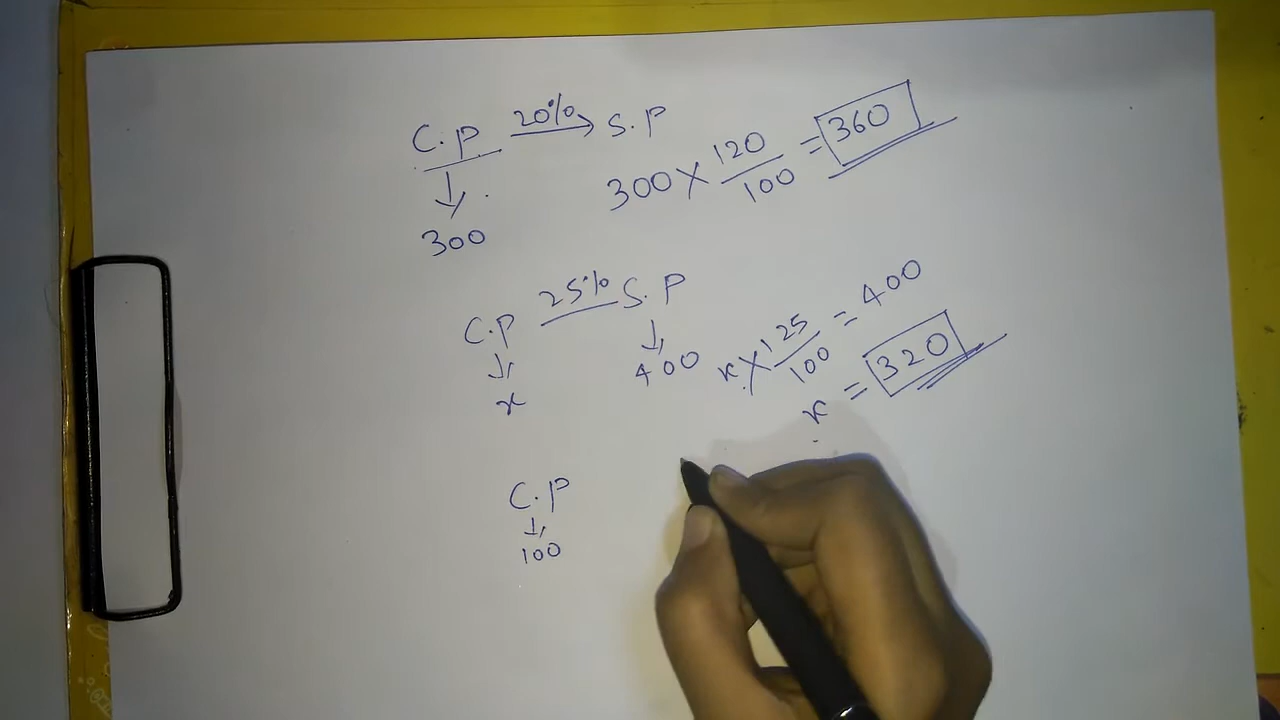 C.P 20% S.P
300 × 120/100 = 360
300
C.P 25% S.P
x 400
x × 125/100 = 400
x = 320
C.P
100